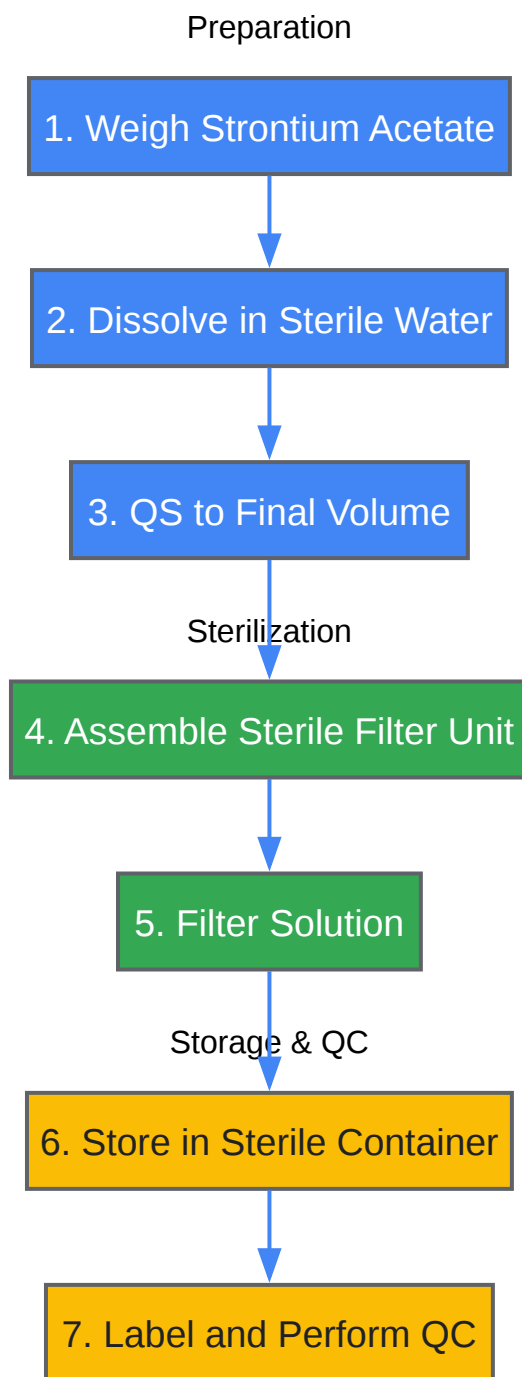 Preparation
1. Weigh Strontium Acetate
2. Dissolve in Sterile Water
3. QS to Final Volume
Sterilization
4. Assemble Sterile Filter Unit
5. Filter Solution
Storage & QC
6. Store in Sterile Container
7. Label and Perform QC